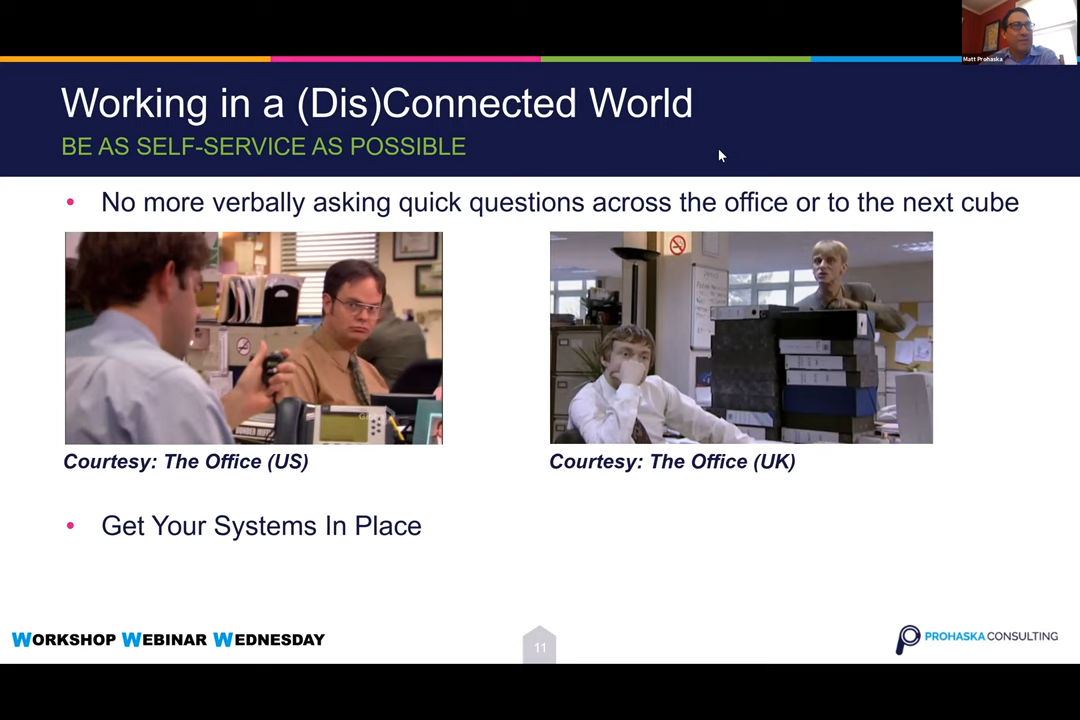 Matt Prohaska
Working in a (Dis)Connected World
BE AS SELF-SERVICE AS POSSIBLE
• No more verbally asking quick questions across the office or to the next cube
Courtesy: The Office (US)
Courtesy: The Office (UK)
• Get Your Systems In Place
WORKSHOP WEBINAR WEDNESDAY
11
PROHASKA CONSULTING